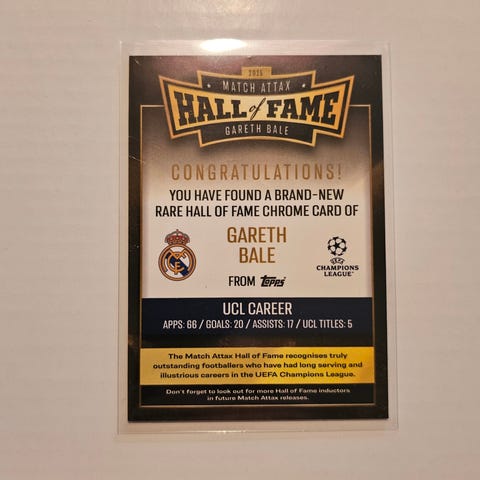 2025
MATCH ATTAX
HALL of FAME
GARETH BALE
CONGRATULATIONS!
YOU HAVE FOUND A BRAND-NEW
RARE HALL OF FAME CHROME CARD OF
GARETH
BALE
UEFA
CHAMPIONS
LEAGUE
FROM Topps
UCL CAREER
APPS: 66 / GOALS: 20 / ASSISTS: 17 / UCL TITLES: 5
The Match Attax Hall of Fame recognises truly
outstanding footballers who have had long serving and
illustrious careers in the UEFA Champions League.
Don't forget to look out for more Hall of Fame inductors
in future Match Attax releases.